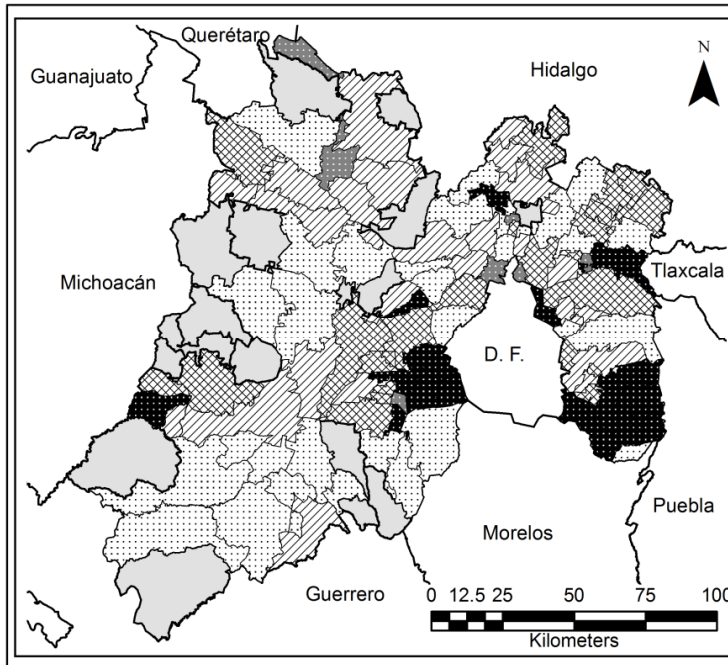 Querétaro
N
Guanajuato
Hidalgo
Michoacán
Tlaxcala
D. F.
Puebla
Morelos
Guerrero
0 12.5 25 50 75 100
Kilometers